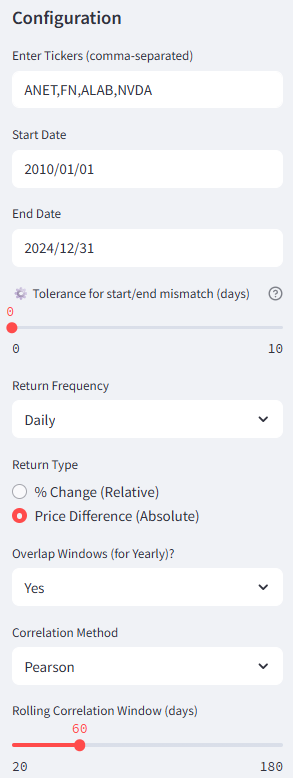 Configuration
Enter Tickers (comma-separated)
ANET,FN,ALAB,NVDA
Start Date
2010/01/01
End Date
2024/12/31
Tolerance for start/end mismatch (days)
0
0 10
Return Frequency
Daily
Return Type
% Change (Relative)
Price Difference (Absolute)
Overlap Windows (for Yearly)?
Yes
Correlation Method
Pearson
Rolling Correlation Window (days)
60
20 180